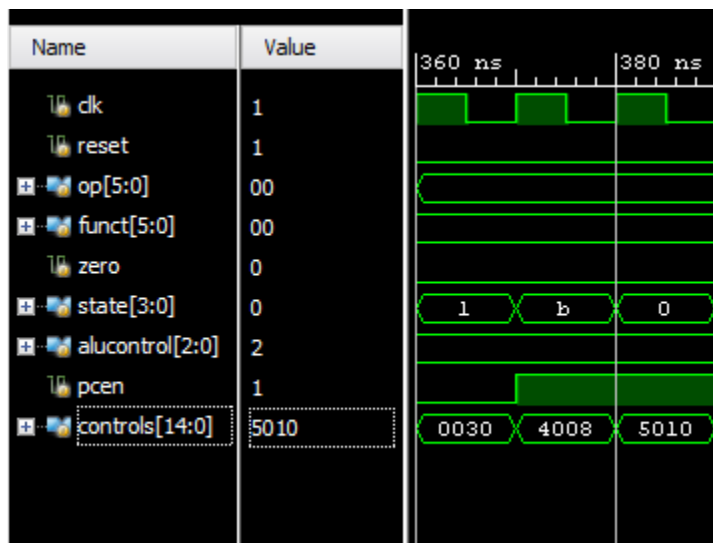 Name Value
360 ns 380 ns
clk 1
reset 1
op[5:0] 00
funct[5:0] 00
zero 0
state[3:0] 0 1 b 0
alucontrol[2:0] 2
pcen 1
controls[14:0] 5010 0030 4008 5010